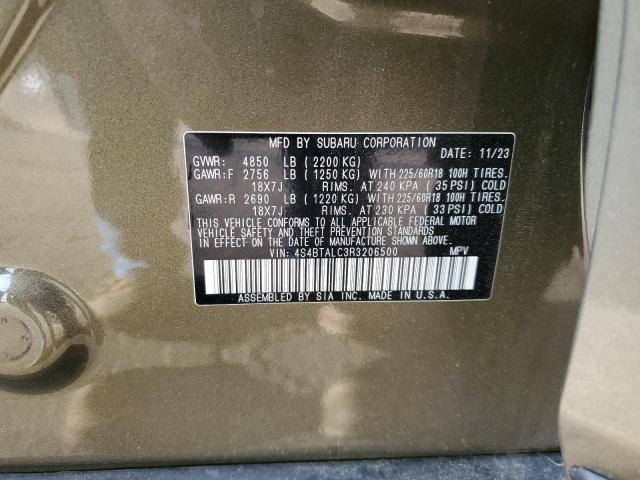 MFD BY SUBARU CORPORATION
DATE: 11/23
GVWR: 4850 LB (2200 KG)
GAWR:F 2756 LB (1250 KG) WITH 225/60R18 100H TIRES.
18X7J RIMS. AT 240 KPA (35 PSI) COLD
GAWR:R 2690 LB (1220 KG) WITH 225/60R18 100H TIRES.
18X7J RIMS. AT 230 KPA (33 PSI) COLD
THIS VEHICLE CONFORMS TO ALL APPLICABLE FEDERAL MOTOR
VEHICLE SAFETY AND THEFT PREVENTION STANDARDS
IN EFFECT ON THE DATE OF MANUFACTURE SHOWN ABOVE.
VIN: 4S4BTALC3R3206500 MPV
ASSEMBLED BY SIA INC. MADE IN U.S.A.